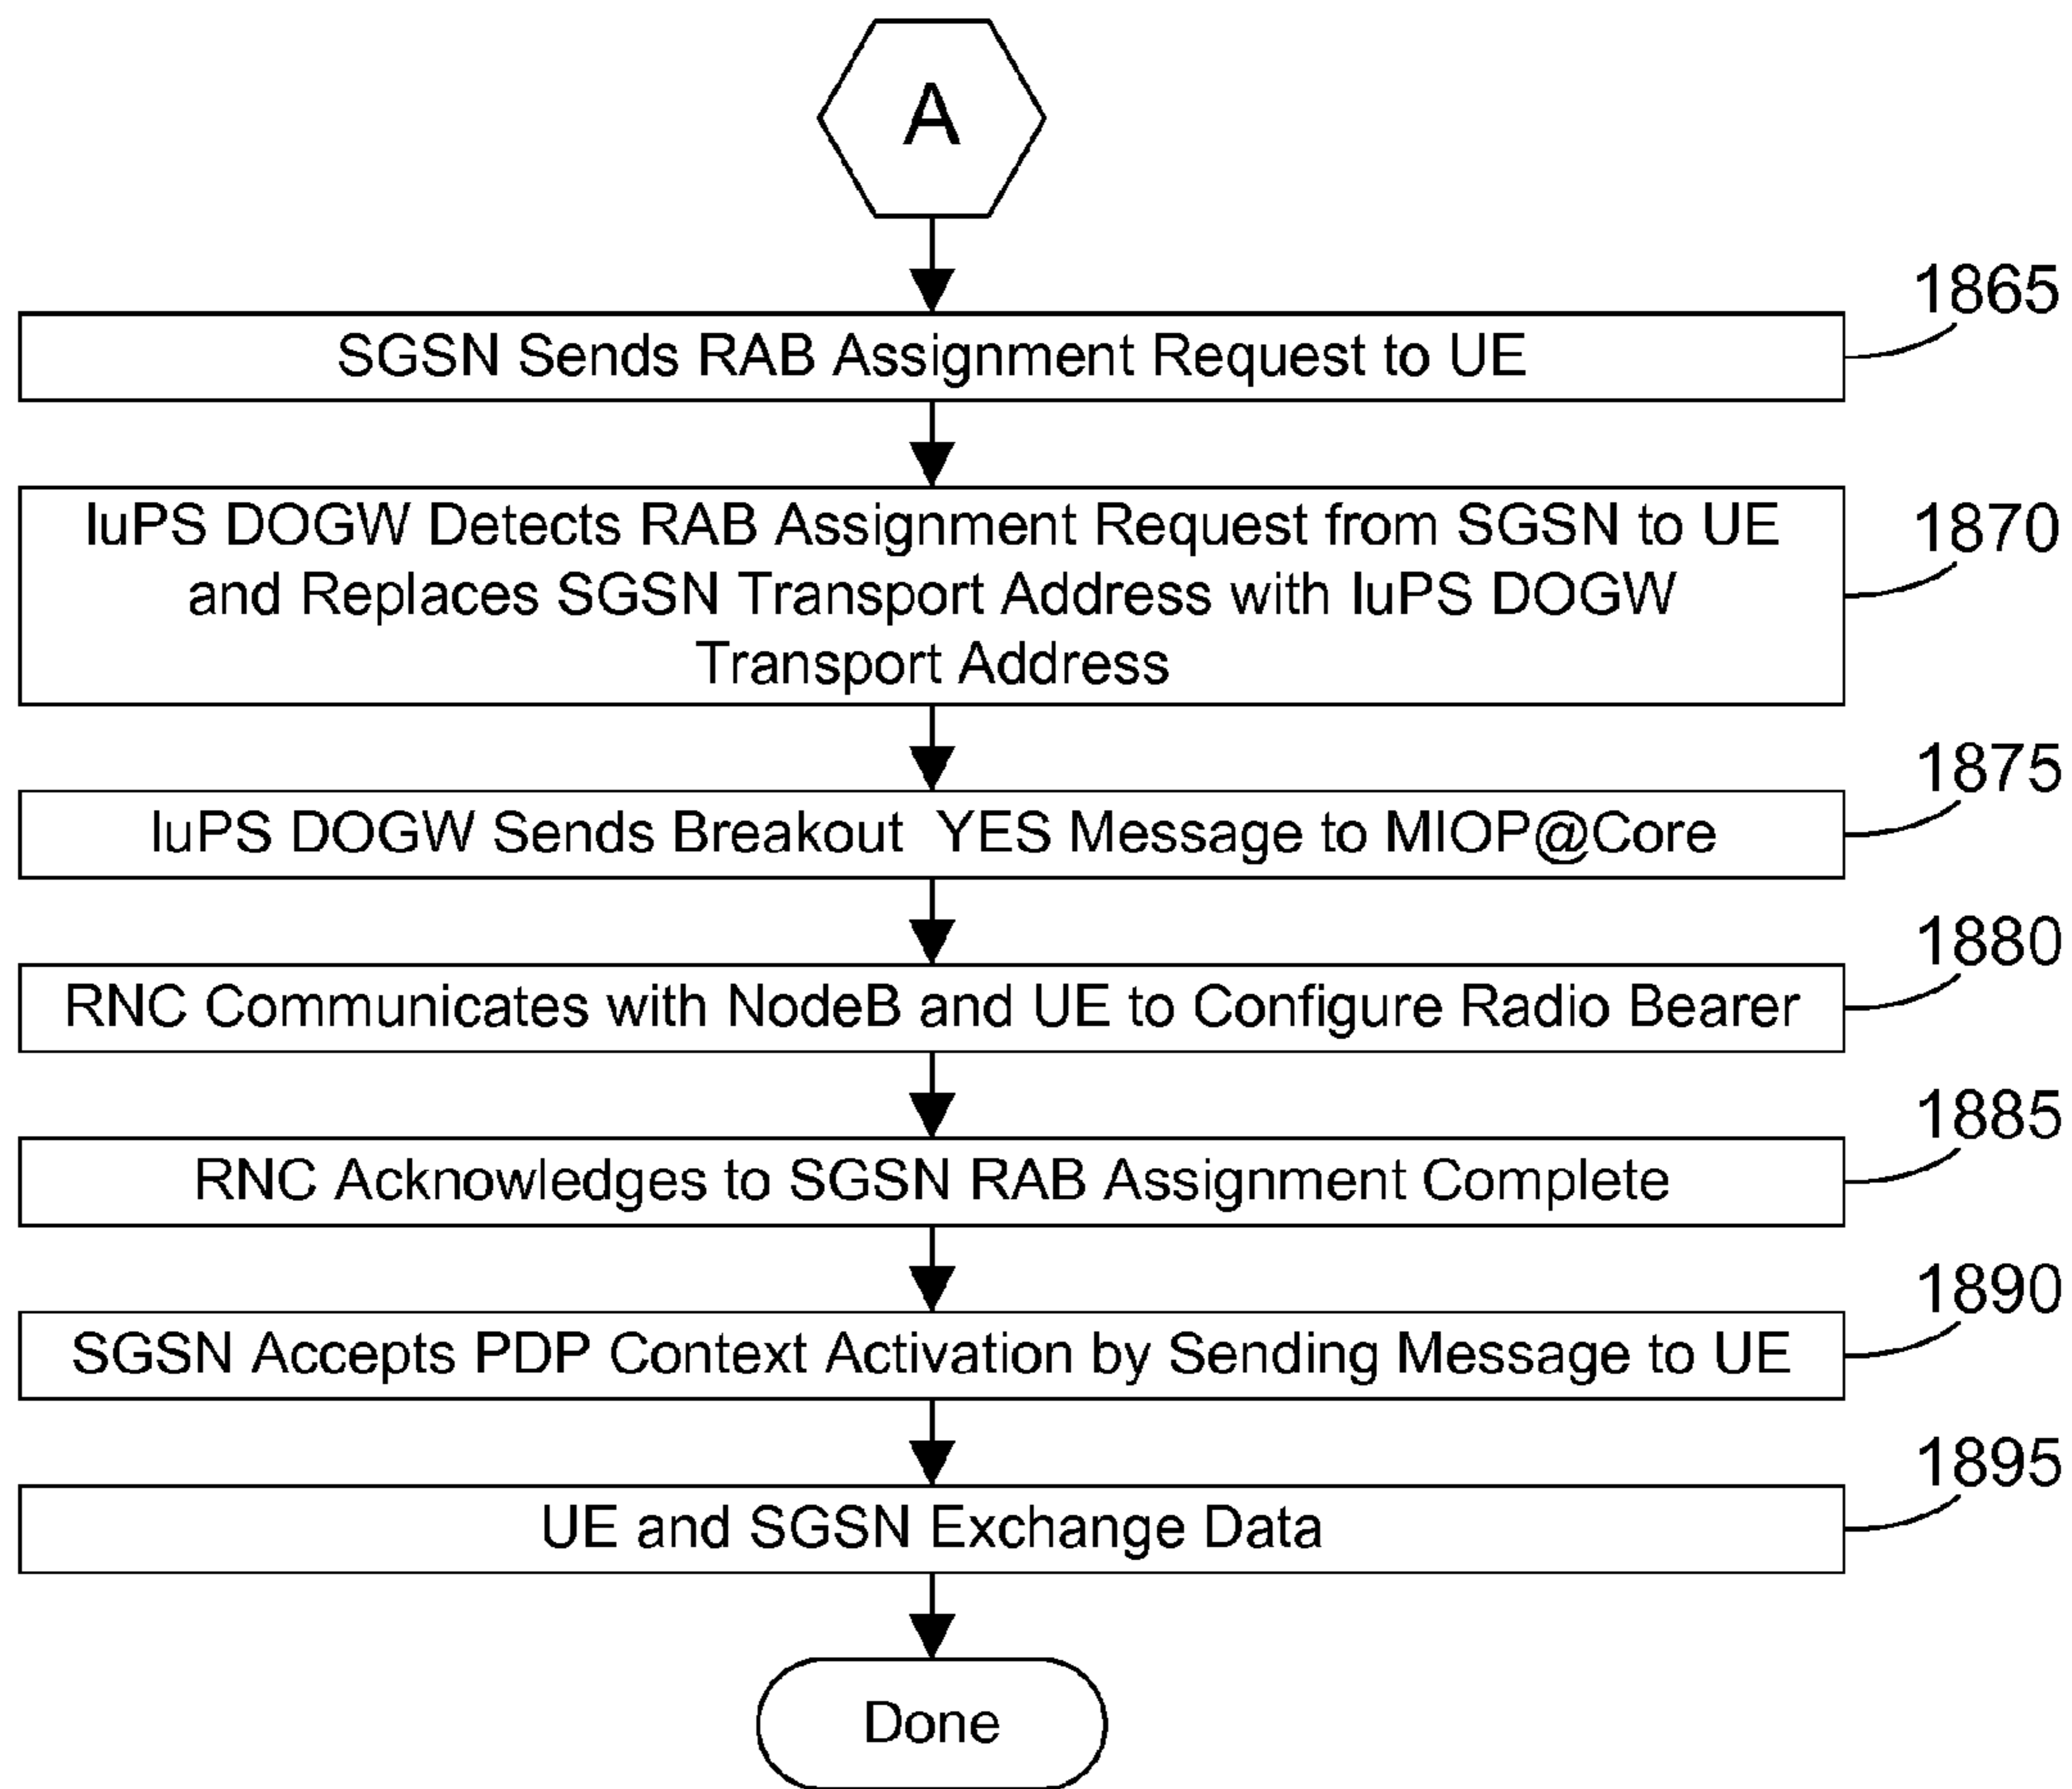 A
1865
SGSN Sends RAB Assignment Request to UE
1870
IuPS DOGW Detects RAB Assignment Request from SGSN to UE
and Replaces SGSN Transport Address with IuPS DOGW
Transport Address
1875
IuPS DOGW Sends Breakout YES Message to MIOP@Core
1880
RNC Communicates with NodeB and UE to Configure Radio Bearer
1885
RNC Acknowledges to SGSN RAB Assignment Complete
1890
SGSN Accepts PDP Context Activation by Sending Message to UE
1895
UE and SGSN Exchange Data
Done